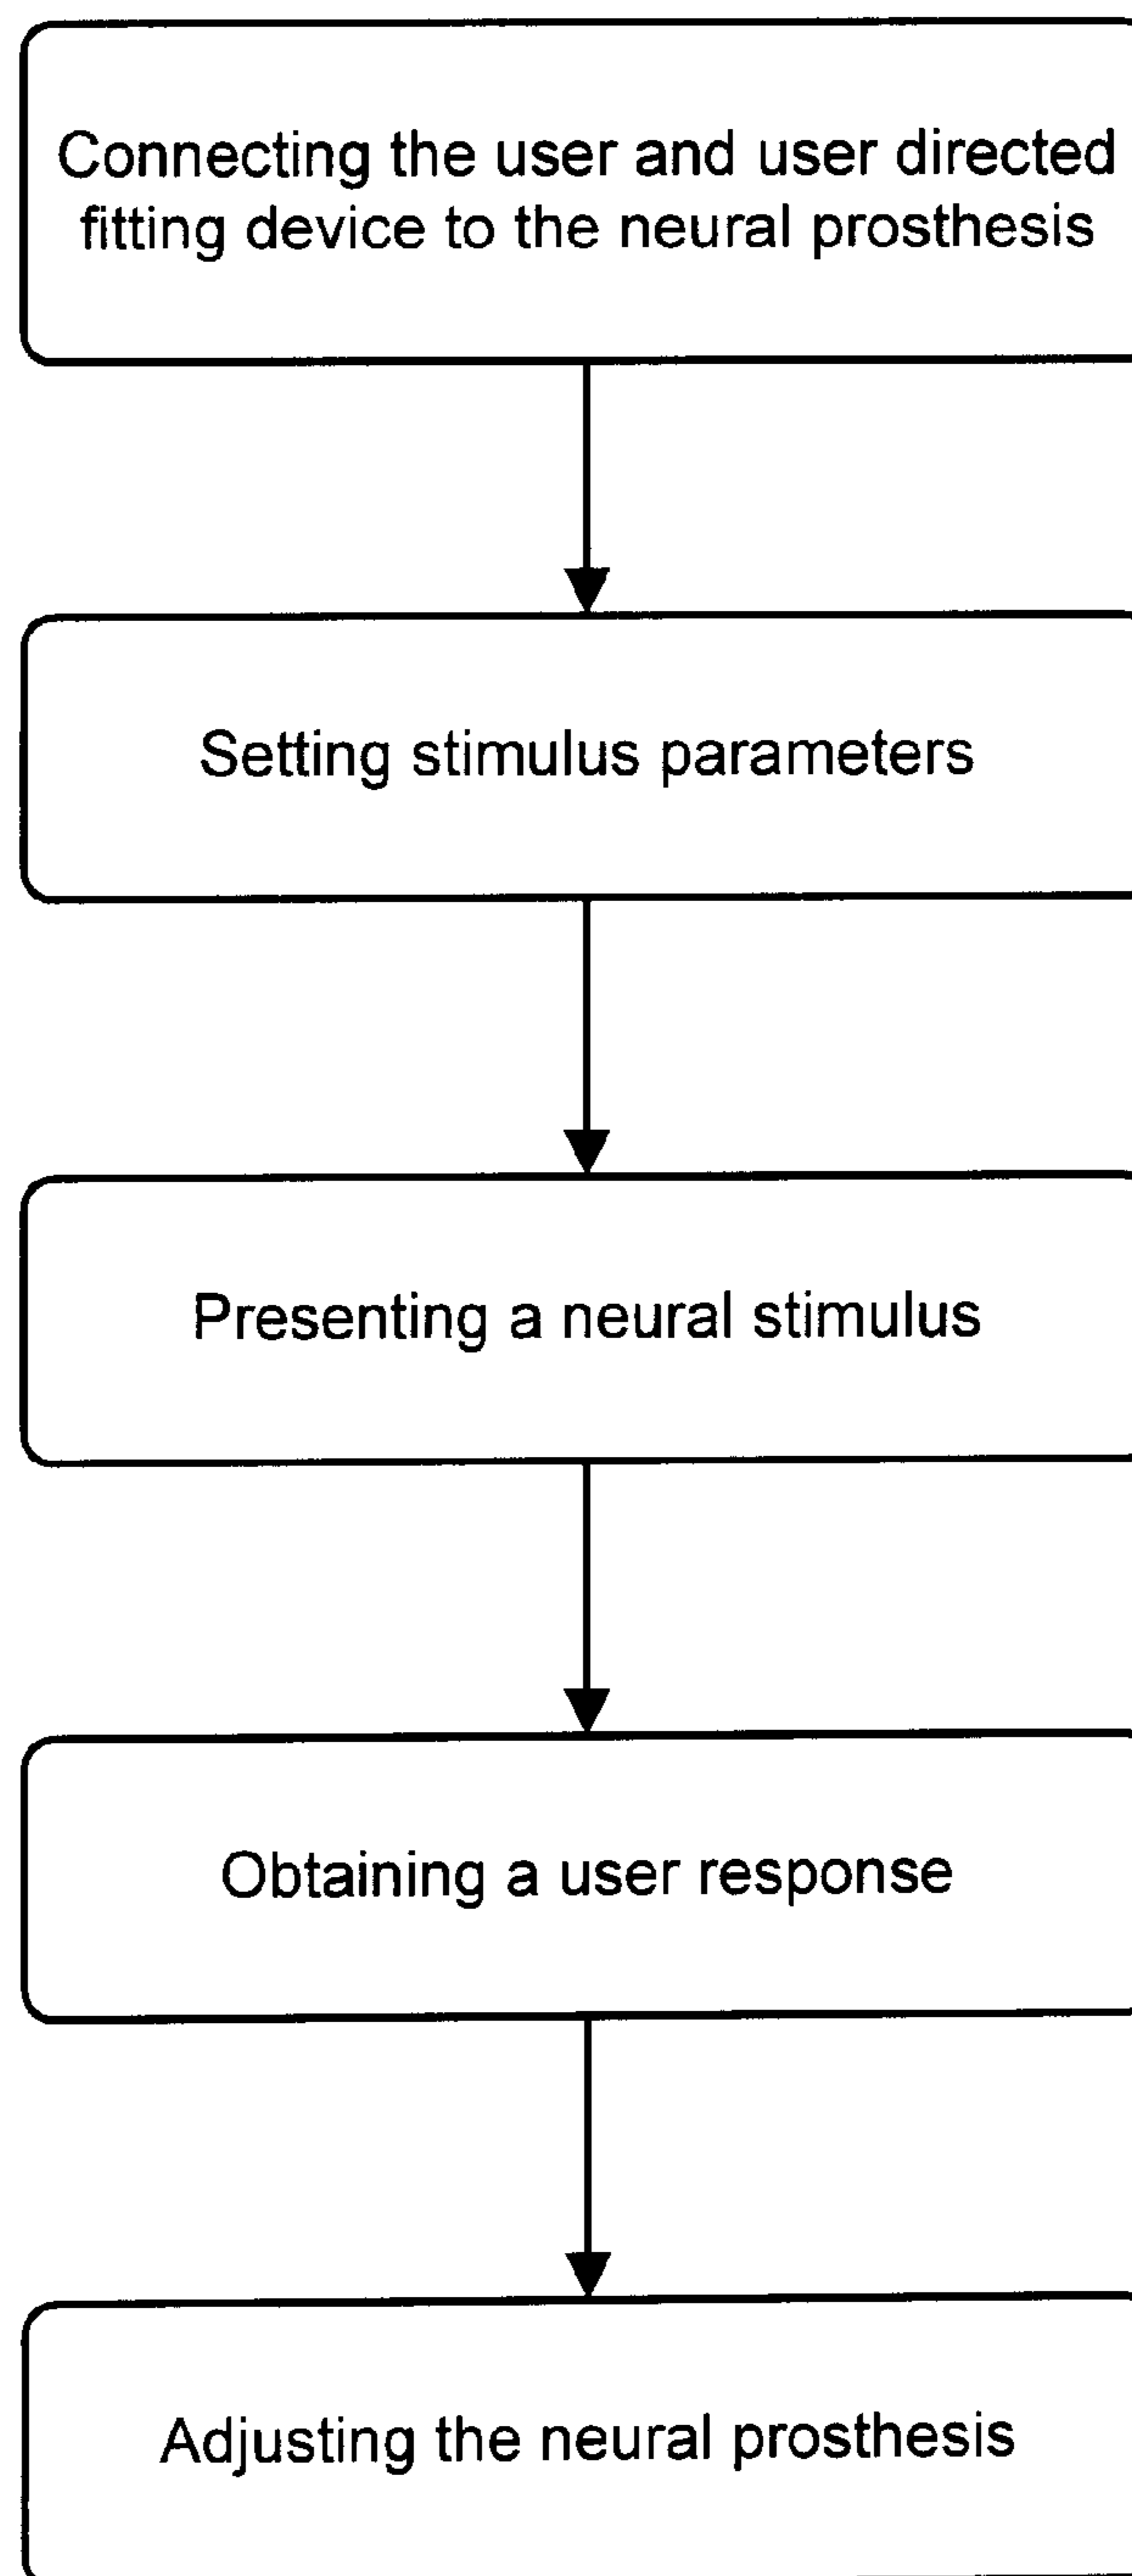 Connecting the user and user directed
fitting device to the neural prosthesis
Setting stimulus parameters
Presenting a neural stimulus
Obtaining a user response
Adjusting the neural prosthesis